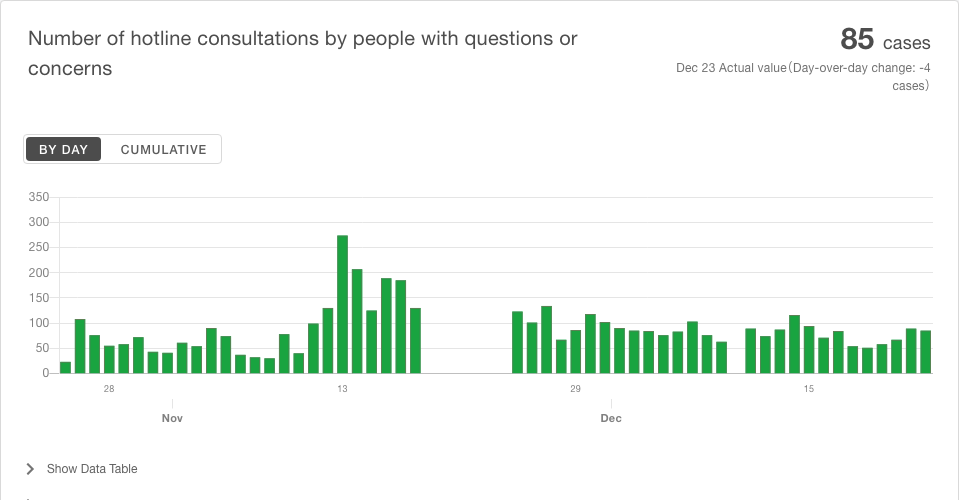 Number of hotline consultations by people with questions or
concerns
85 cases
Dec 23 Actual value（Day-over-day change: -4
cases）
BY DAY
CUMULATIVE
350
300
250
200
150
100
50
0
28
13
29
15
Nov
Dec
Show Data Table